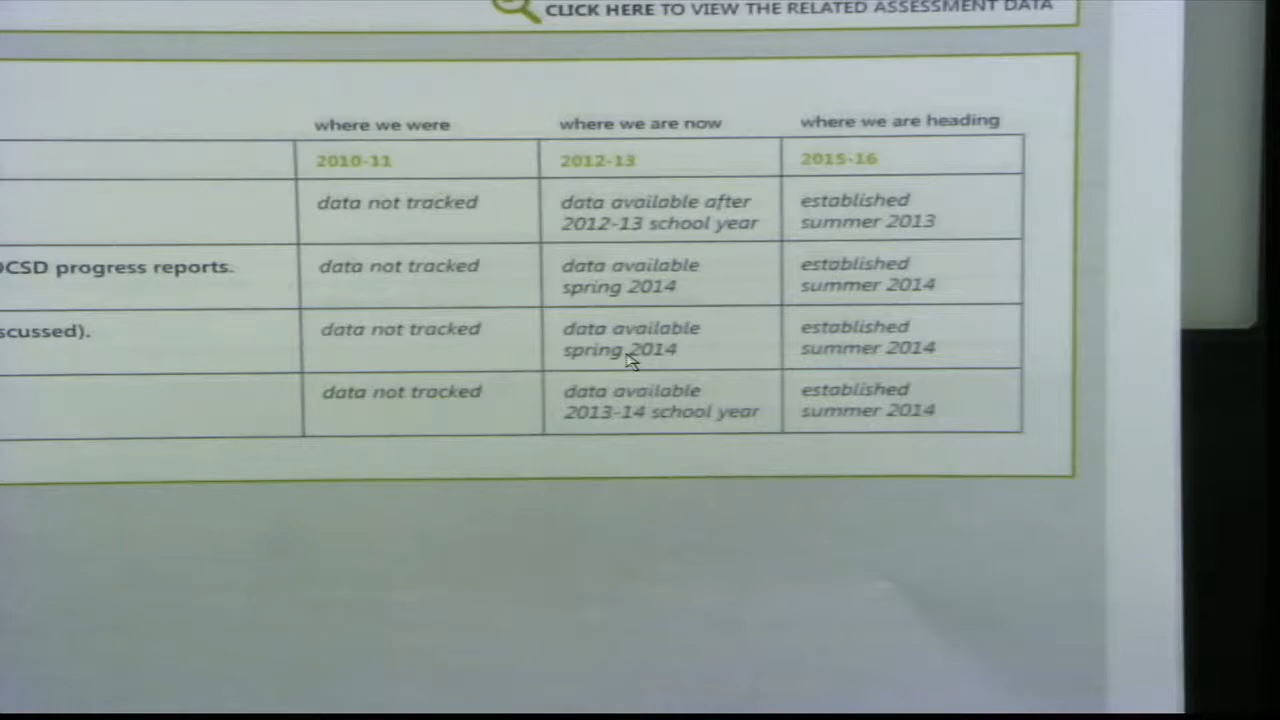 CLICK HERE TO VIEW THE RELATED ASSESSMENT DATA
where we were where we are now where we are heading
2010-11 2012-13 2015-16
data not tracked data available after established
2012-13 school year summer 2013
OCSD progress reports. data not tracked data available established
spring 2014 summer 2014
scussed). data not tracked data available established
spring 2014 summer 2014
data not tracked data available established
2013-14 school year summer 2014